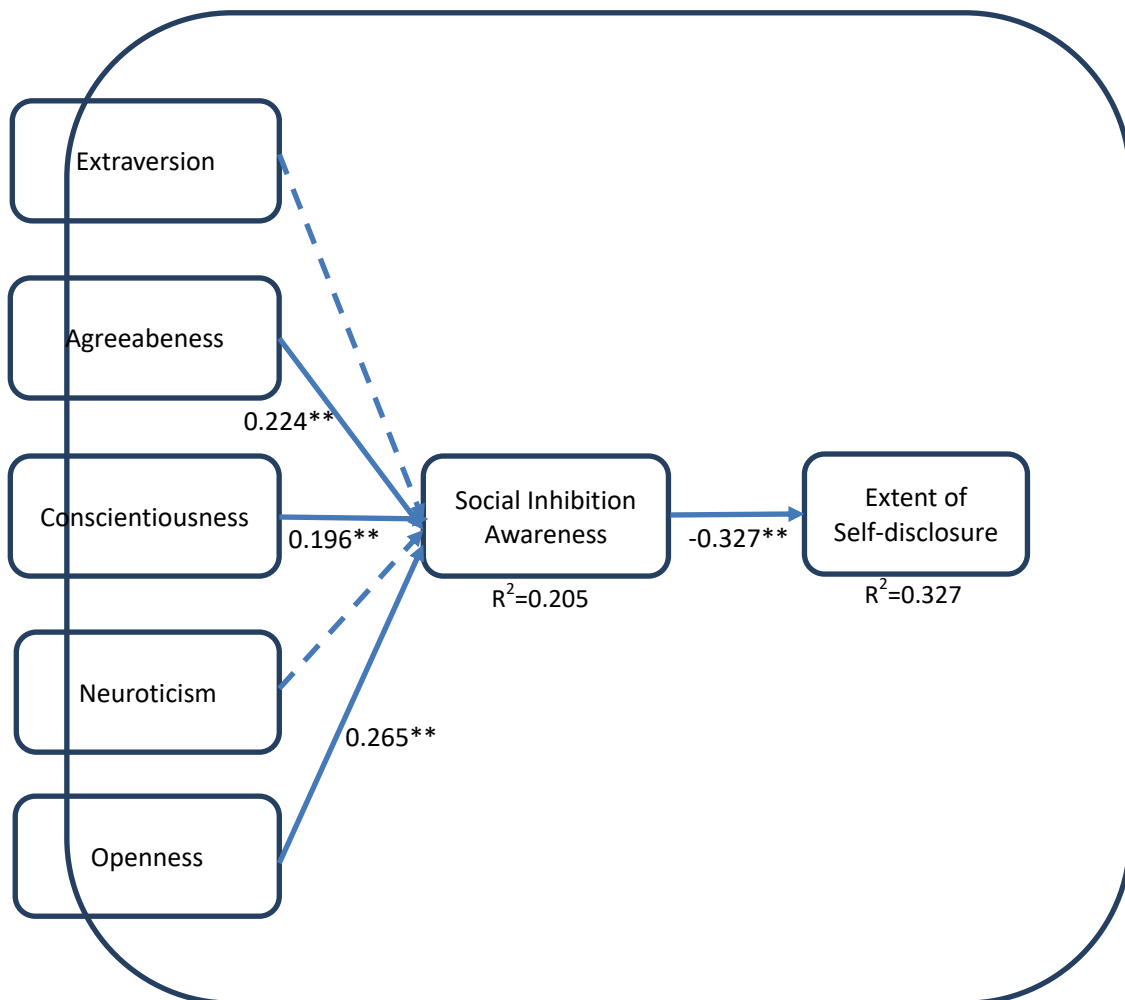 Extraversion
Agreeabeness
0.224**
Conscientiousness
0.196**
Social Inhibition
Awareness
R²=0.205
-0.327**
Extent of
Self-disclosure
R²=0.327
Neuroticism
0.265**
Openness